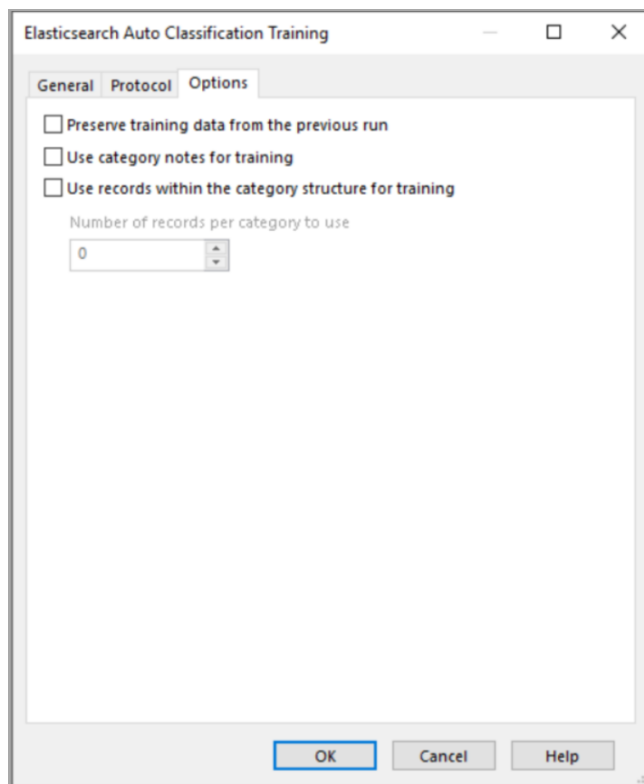 Elasticsearch Auto Classification Training
General Protocol Options
Preserve training data from the previous run
Use category notes for training
Use records within the category structure for training
Number of records per category to use
0
OK Cancel Help